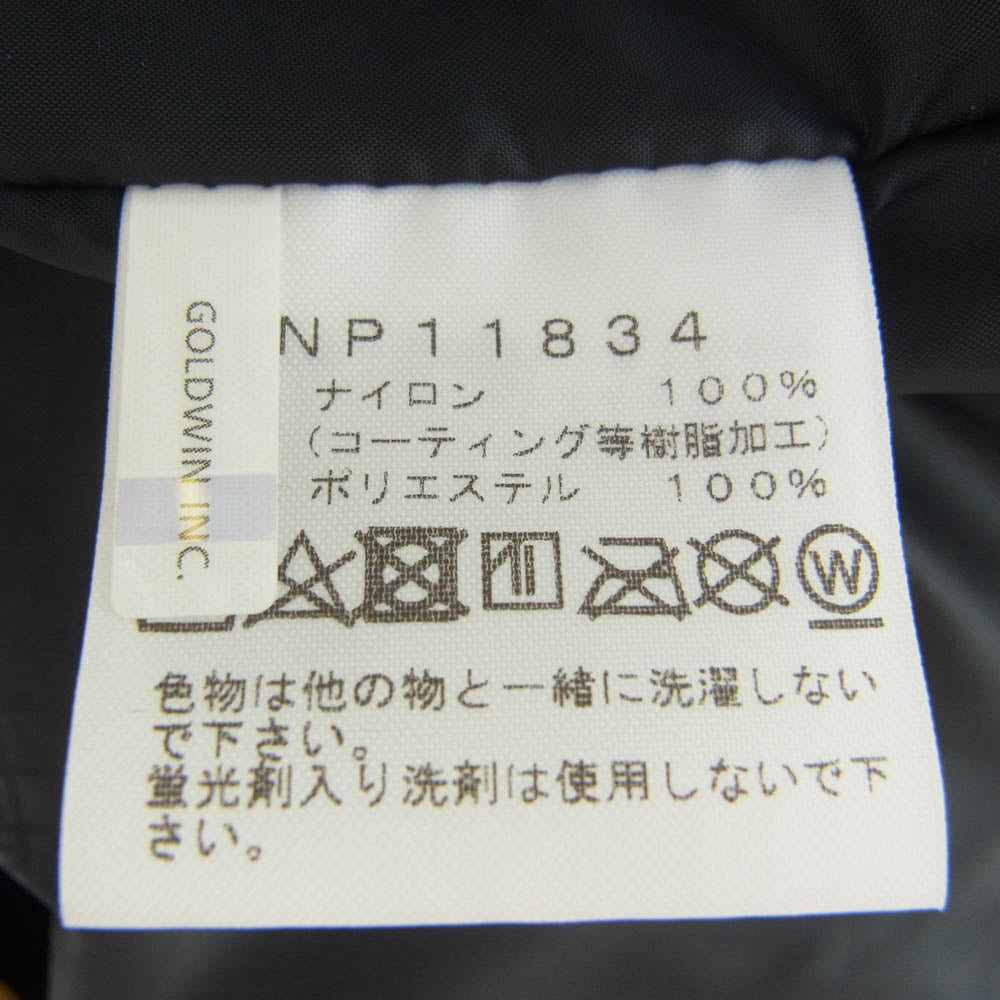 GOLDWIN INC.
NP11834
ナイロン 100%
(コーティング等樹脂加工)
ポリエステル 100%
W
色物は他の物と一緒に洗濯しない
で下さい。
蛍光剤入り洗剤は使用しないで下
さい。